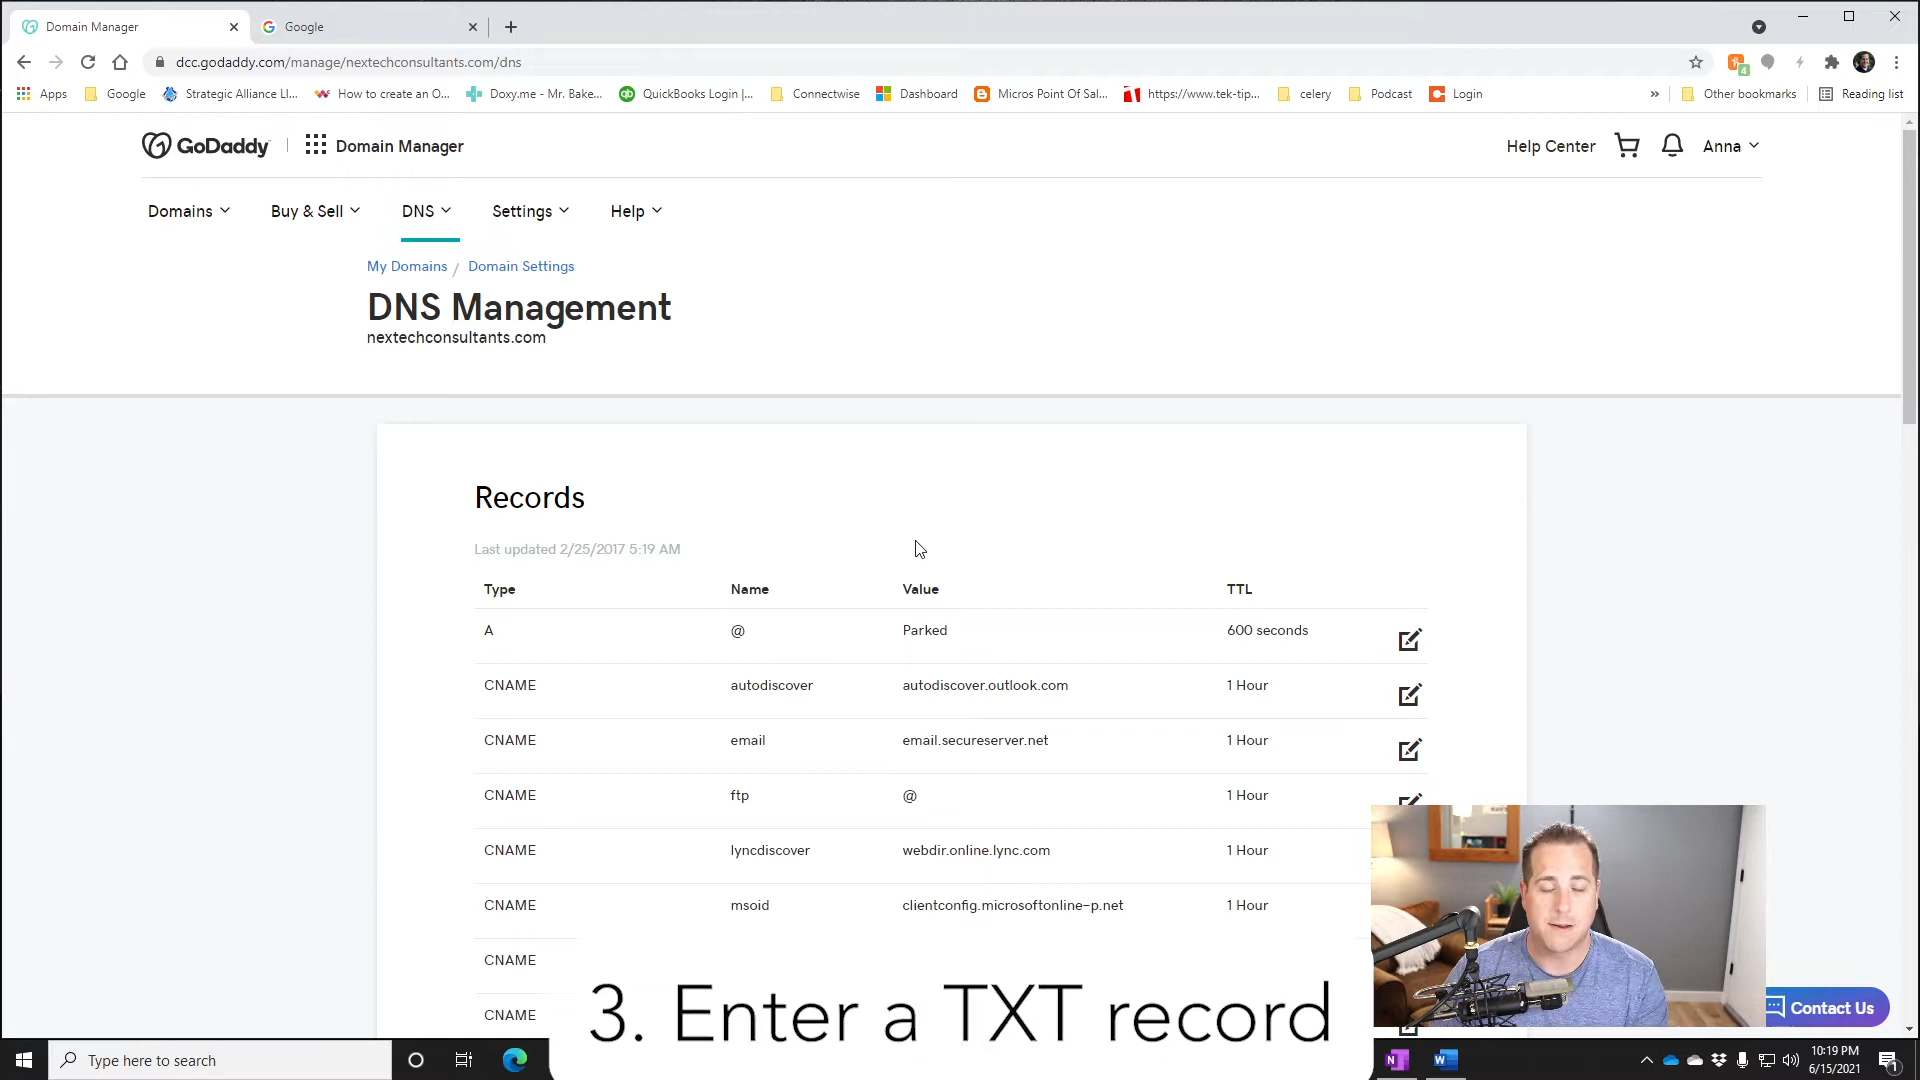 Domain Manager
Google
dcc.godaddy.com/manage/nextechconsultants.com/dns
4
Apps
Google
Strategic Alliance Ll...
How to create an O...
Doxy.me - Mr. Bake...
QuickBooks Login |...
Connectwise
Dashboard
Micros Point Of Sal...
https://www.tek-tip...
celery
Podcast
Login
»
Other bookmarks
Reading list
GoDaddy
Domain Manager
Help Center
Anna
Domains
Buy & Sell
DNS
Settings
Help
My Domains / Domain Settings
DNS Management
nextechconsultants.com
Records
Last updated 2/25/2017 5:19 AM
Type Name Value TTL
A @ Parked 600 seconds
CNAME autodiscover autodiscover.outlook.com 1 Hour
CNAME email email.secureserver.net 1 Hour
CNAME ftp @ 1 Hour
CNAME lyncdiscover webdir.online.lync.com 1 Hour
CNAME msoid clientconfig.microsoftonline-p.net 1 Hour
CNAME
CNAME
3. Enter a TXT record
Contact Us
Type here to search
N
W
10:19 PM
6/15/2021
1